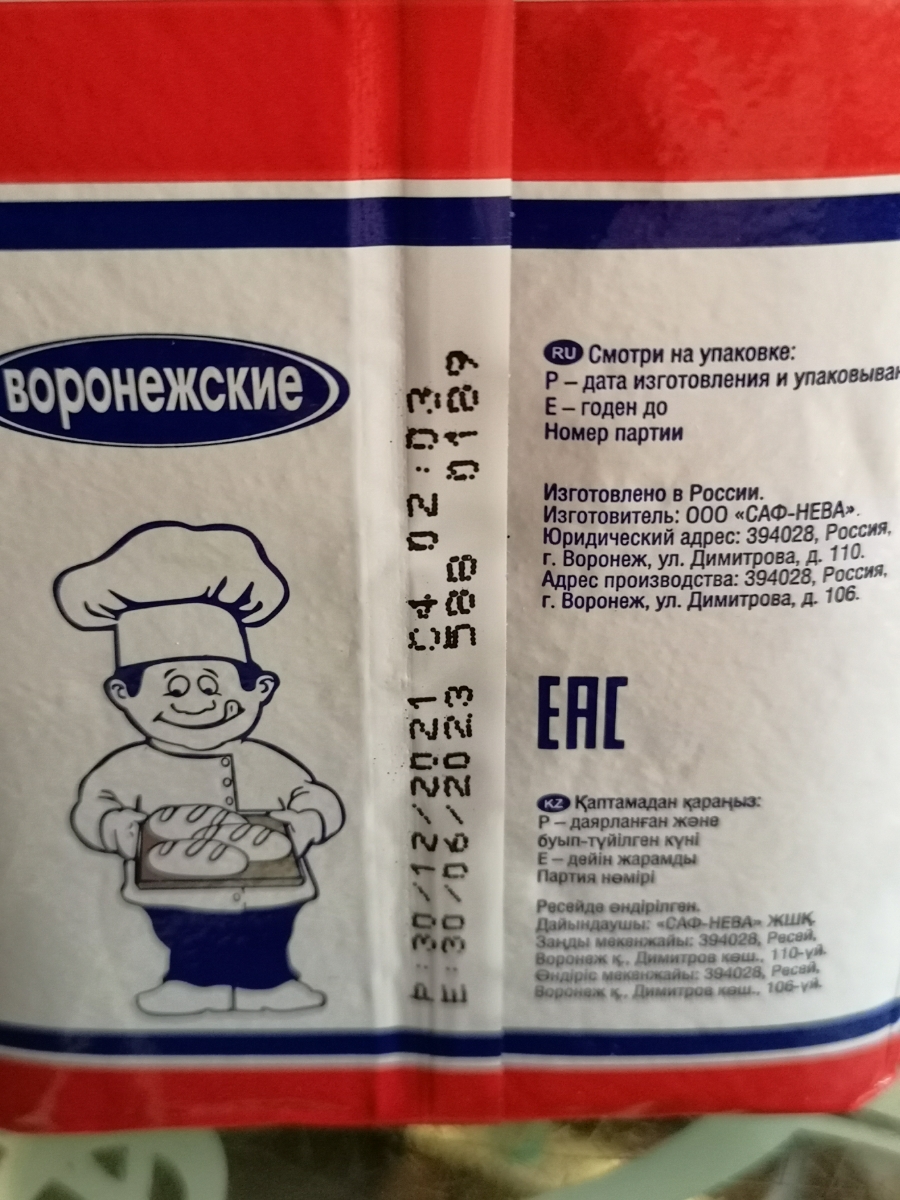 воронежские
P:30/12/2021 C4 02:03
E:30/06/2023 588 0189
RU Смотри на упаковке:
P – дата изготовления и упаковыван
E – годен до
Номер партии
Изготовлено в России.
Изготовитель: ООО «САФ-НЕВА».
Юридический адрес: 394028, Россия,
г. Воронеж, ул. Димитрова, д. 110.
Адрес производства: 394028, Россия,
г. Воронеж, ул. Димитрова, д. 106.
EAC
KZ Қаптамадан қараңыз:
P – даярланған және
буып-түйілген күні
E – дейін жарамды
Партия нөмірі
Ресейде өндірілген.
Дайындаушы: «САФ-НЕВА» ЖШҚ
Заңды мекенжайы: 394028, Ресей,
Воронеж қ., Димитров көш., 110-үй.
Өндіріс мекенжайы: 394028, Ресей,
Воронеж қ., Димитров көш., 106-үй.